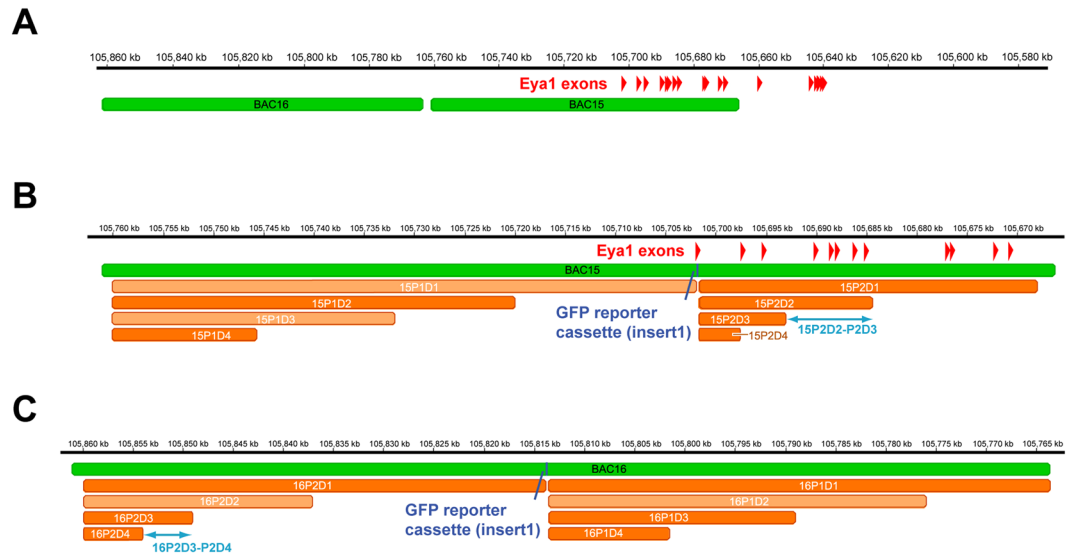 A
105,860 kb 105,840 kb 105,820 kb 105,800 kb 105,780 kb 105,760 kb 105,740 kb 105,720 kb 105,700 kb 105,680 kb 105,660 kb 105,640 kb 105,620 kb 105,600 kb 105,580 kb
Eya1 exons
BAC16 BAC15
B
105,760 kb 105,755 kb 105,750 kb 105,745 kb 105,740 kb 105,735 kb 105,730 kb 105,725 kb 105,720 kb 105,715 kb 105,710 kb 105,705 kb 105,700 kb 105,695 kb 105,690 kb 105,685 kb 105,680 kb 105,675 kb 105,670 kb
Eya1 exons
BAC15
15P1D1 15P2D1
15P1D2 15P2D2
15P1D3 15P2D3
15P1D4 15P2D4
GFP reporter
cassette (insert1)
15P2D2-P2D3
C
105,860 kb 105,855 kb 105,850 kb 105,845 kb 105,840 kb 105,835 kb 105,830 kb 105,825 kb 105,820 kb 105,815 kb 105,810 kb 105,805 kb 105,800 kb 105,795 kb 105,790 kb 105,785 kb 105,780 kb 105,775 kb 105,770 kb 105,765 kb
BAC16
16P2D1 16P1D1
16P2D2 16P1D2
16P2D3 16P1D3
16P2D4 16P1D4
GFP reporter
cassette (insert1)
16P2D3-P2D4